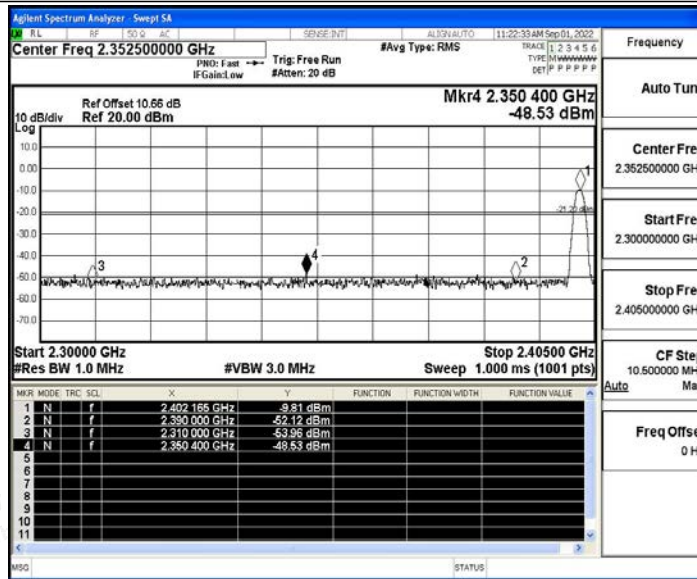 Agilent Spectrum Analyzer - Swept SA
RL RF 50 Ω AC SENSE:INT ALIGNAUTO 11:22:33 AM Sep 01, 2022
Center Freq 2.352500000 GHz
PNO: Fast
IFGain:Low
Trig: Free Run
#Atten: 20 dB
#Avg Type: RMS
TRACE 1 2 3 4 5 6
TYPE M W W W W W
DET P P P P P P
Frequency
Auto Tun
Center Fre
2.352500000 GH
Start Fre
2.300000000 GH
Stop Fre
2.405000000 GH
CF Ste
10.500000 MH
Auto Ma
Freq Offse
0 H
Mkr4 2.350 400 GHz
-48.53 dBm
Ref Offset 10.66 dB
10 dB/div Ref 20.00 dBm
Log
10.0
0.00
-10.0
-20.0
-30.0
-40.0
-50.0
-60.0
-70.0
1
2
3
4
Start 2.30000 GHz Stop 2.40500 GHz
#Res BW 1.0 MHz #VBW 3.0 MHz Sweep 1.000 ms (1001 pts)
MKR MODE TRC SCL X Y FUNCTION FUNCTION WIDTH FUNCTION VALUE
1 N f 2.402 165 GHz -9.81 dBm
2 N f 2.390 000 GHz -52.12 dBm
3 N f 2.310 000 GHz -53.96 dBm
4 N f 2.350 400 GHz -48.53 dBm
5
6
7
8
9
10
11
MSG STATUS